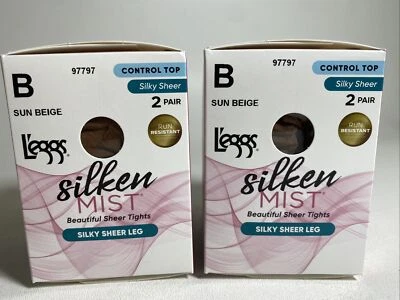 B
97797
CONTROL TOP
Silky Sheer
2 PAIR
SUN BEIGE
RUN
RESISTANT
L'eggs®
silken
MIST
Beautiful Sheer Tights
SILKY SHEER LEG
B
97797
CONTROL TOP
Silky Sheer
2 PAIR
SUN BEIGE
RUN
RESISTANT
L'eggs®
silken
MIST
Beautiful Sheer Tights
SILKY SHEER LEG